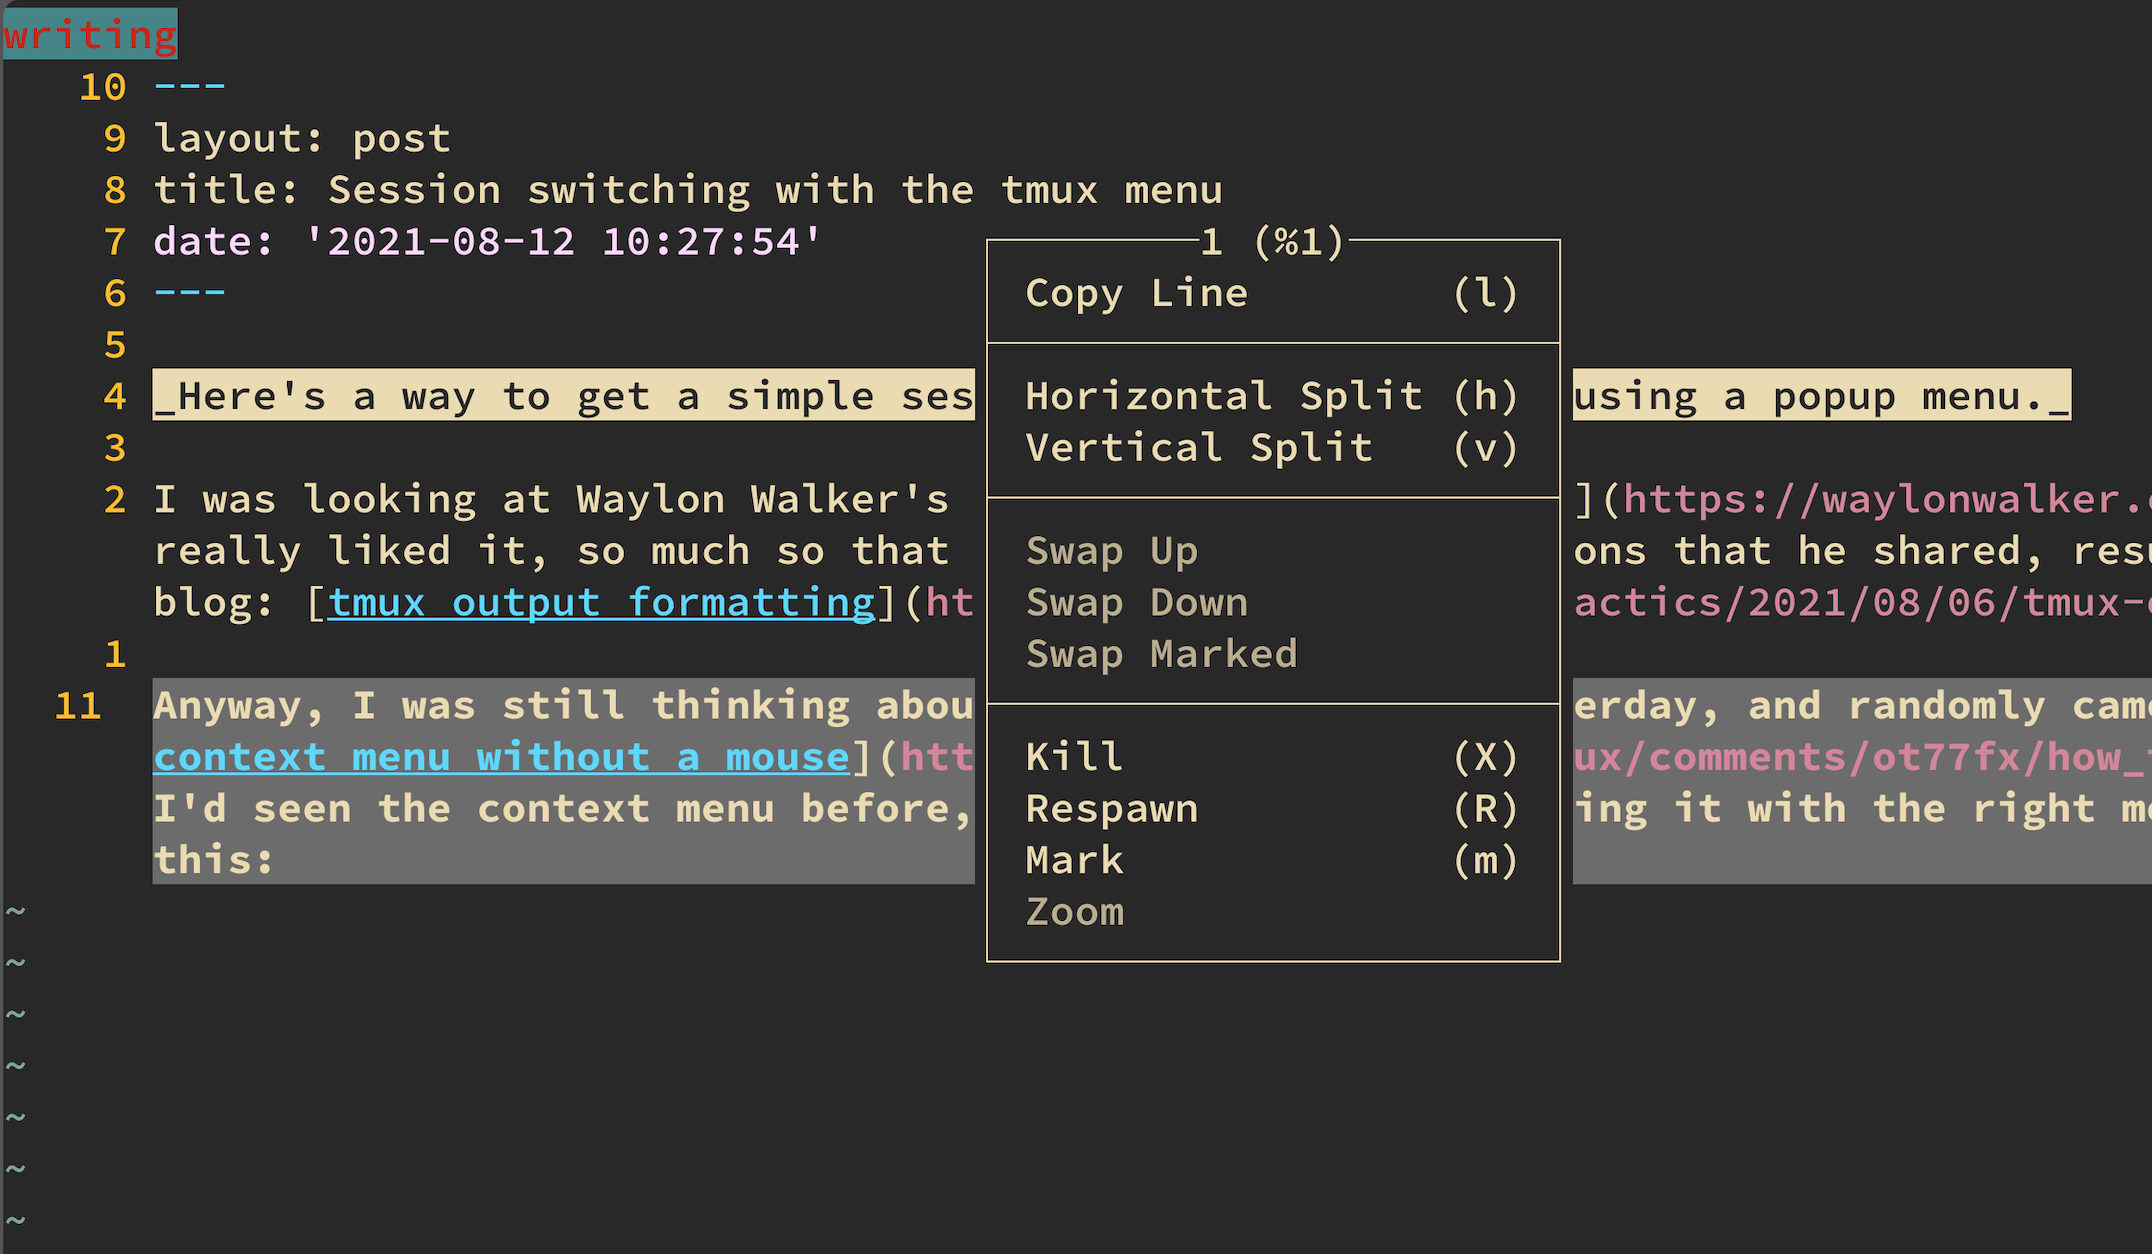 writing
10 ---
9 layout: post
8 title: Session switching with the tmux menu
7 date: '2021-08-12 10:27:54'
6 ---
5
4 _Here's a way to get a simple ses using a popup menu._
3
2 I was looking at Waylon Walker's ](https://waylonwalker.
really liked it, so much so that ons that he shared,
blog: [tmux output formatting](ht actices/2021/08/06/tmux-
1
11 Anyway, I was still thinking abou erday, and randomly
context menu without a mouse](htt ux/comments/ot77fx/how_
I'd seen the context menu before, ing it with the right
this:
~
~
~
~
~
~
~
1 (%1)
Copy Line (l)
Horizontal Split (h)
Vertical Split (v)
Swap Up
Swap Down
Swap Marked
Kill (X)
Respawn (R)
Mark (m)
Zoom